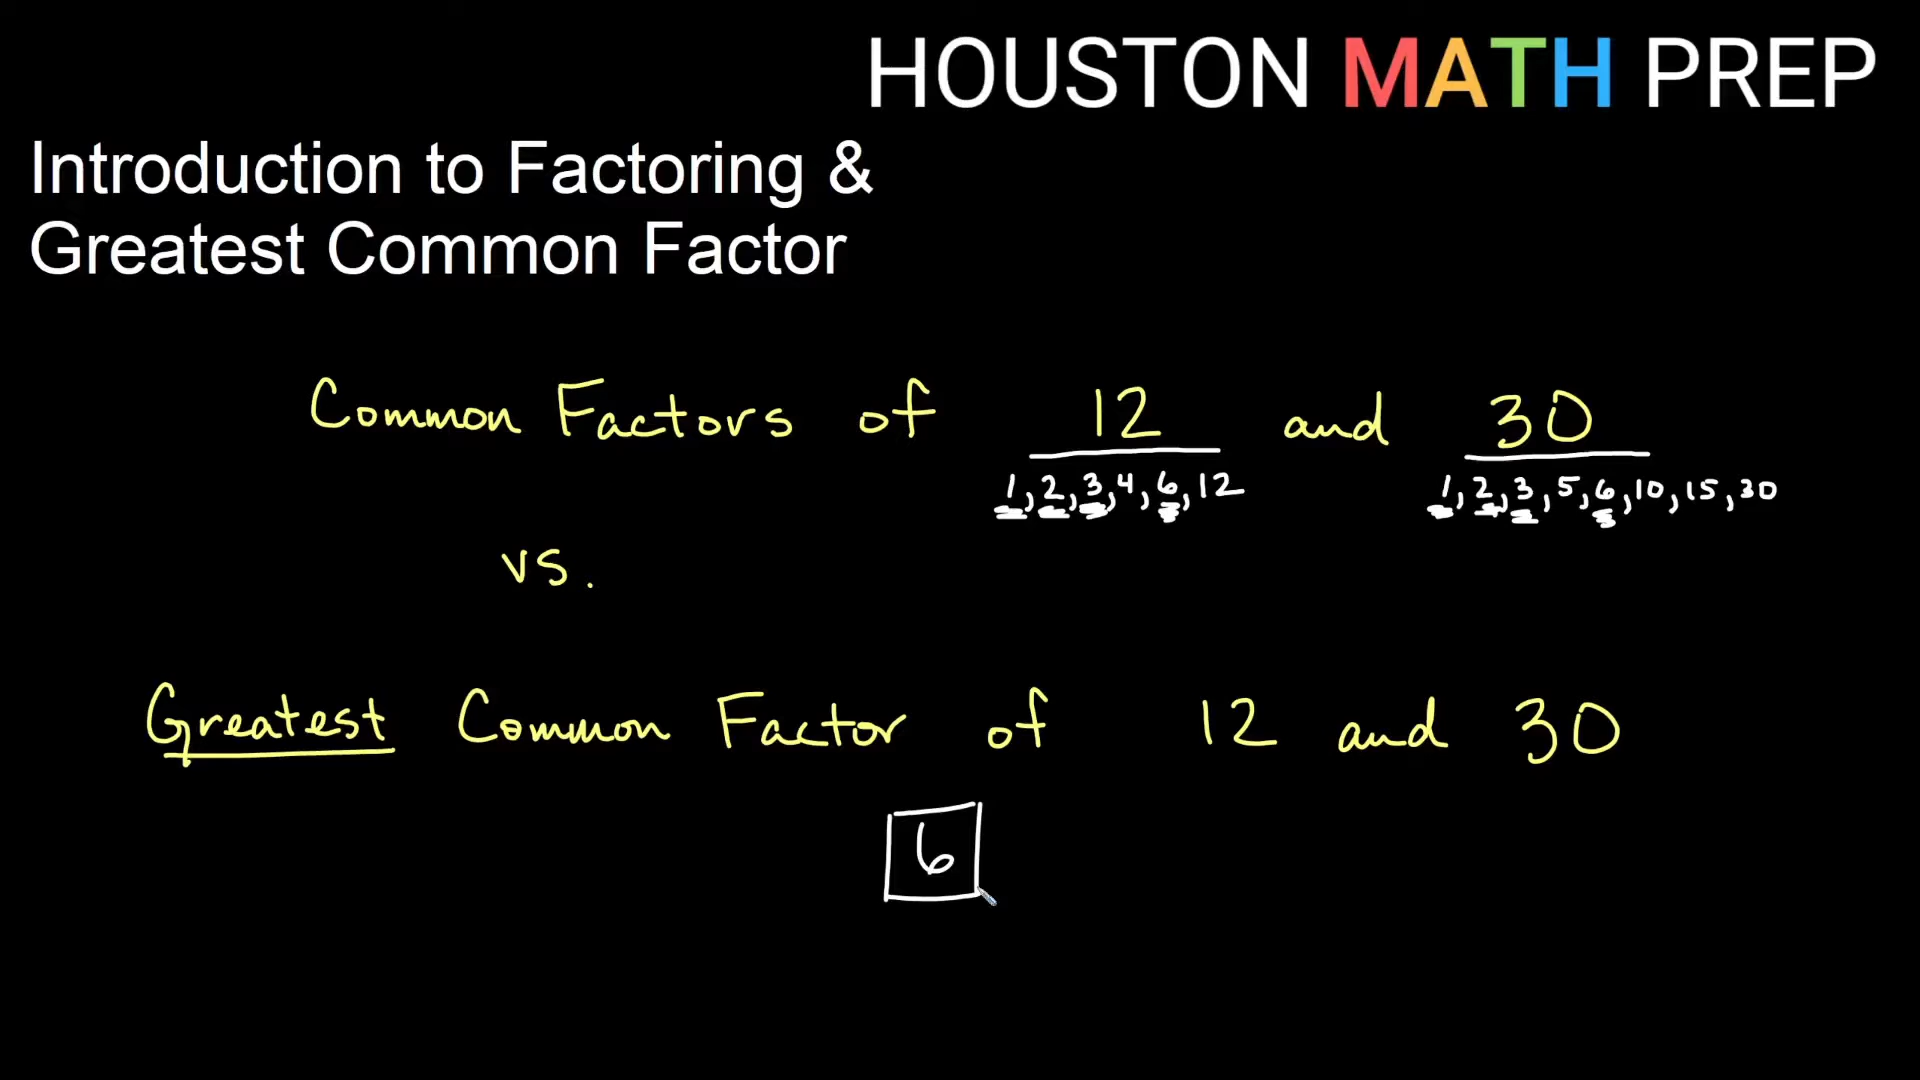 HOUSTON MATH PREP
Introduction to Factoring &
Greatest Common Factor
Common Factors of 12 and 30
1, 2, 3, 4, 6, 12 1, 2, 3, 5, 6, 10, 15, 30
vs.
Greatest Common Factor of 12 and 30
6